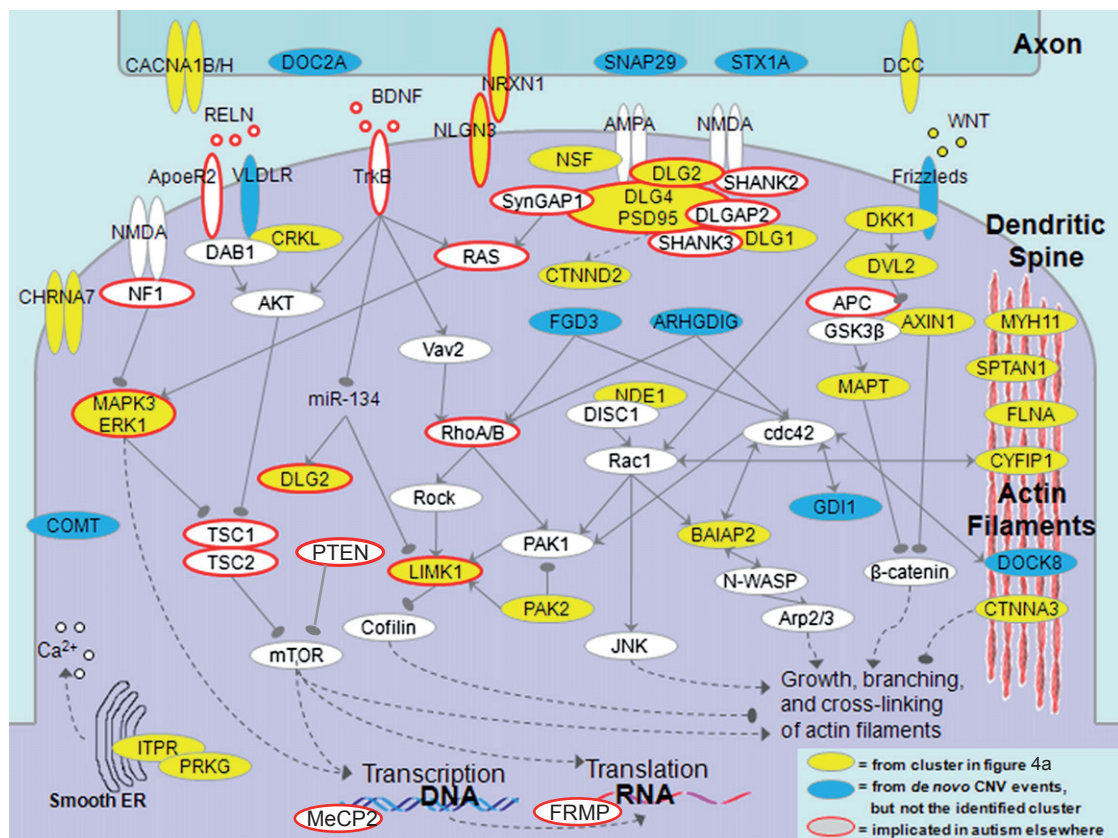 Axon
CACNA1B/H
DOC2A
NRXN1
SNAP29
STX1A
DCC
RELN
BDNF
NLGN3
AMPA
NMDA
WNT
ApoeR2
VLDLR
TrkB
NSF
DLG2
SHANK2
Frizzleds
SynGAP1
DLG4
PSD95
DLGAP2
DKK1
Dendritic
Spine
NMDA
DAB1
CRKL
RAS
SHANK3
DLG1
CTNND2
DVL2
CHRNA7
NF1
AKT
APC
GSK3β
AXIN1
MYH11
FGD3
ARHGDIG
Vav2
SPTAN1
MAPK3
ERK1
miR-134
NDE1
DISC1
MAPT
FLNA
RhoA/B
cdc42
Rac1
CYFIP1
DLG2
Rock
GDI1
Actin
Filaments
COMT
TSC1
TSC2
PTEN
LIMK1
PAK1
BAIAP2
DOCK8
N-WASP
β-catenin
PAK2
CTNNA3
Cofilin
Arp2/3
Ca2+
mTOR
JNK
Growth, branching,
and cross-linking
of actin filaments
ITPR
PRKG
Smooth ER
Transcription
DNA
MeCP2
Translation
RNA
FRMP
= from cluster in figure 4a
= from de novo CNV events,
but not the identified cluster
= implicated in autism elsewhere